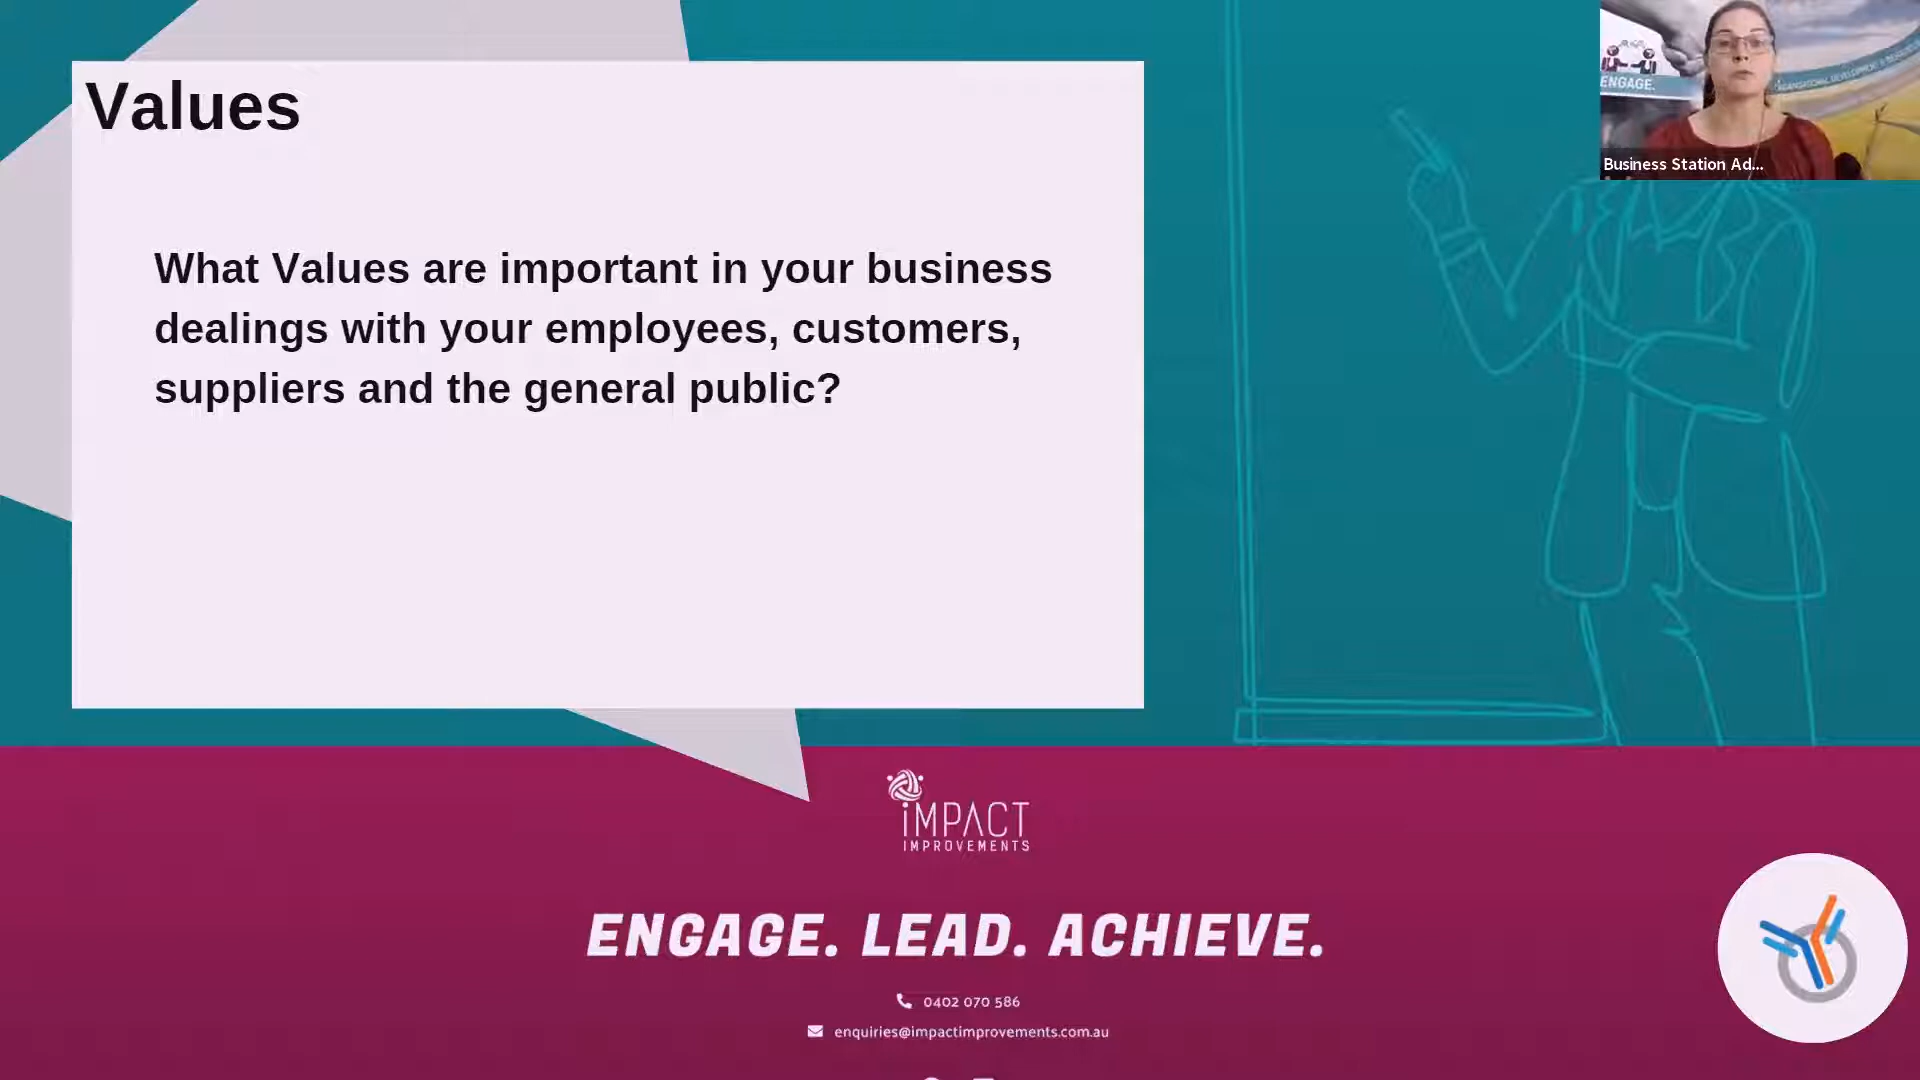 Values
What Values are important in your business
dealings with your employees, customers,
suppliers and the general public?
ENGAGE.
Business Station Ad...
iMPACT
IMPROVEMENTS
ENGAGE. LEAD. ACHIEVE.
0402 070 586
enquiries@impactimprovements.com.au